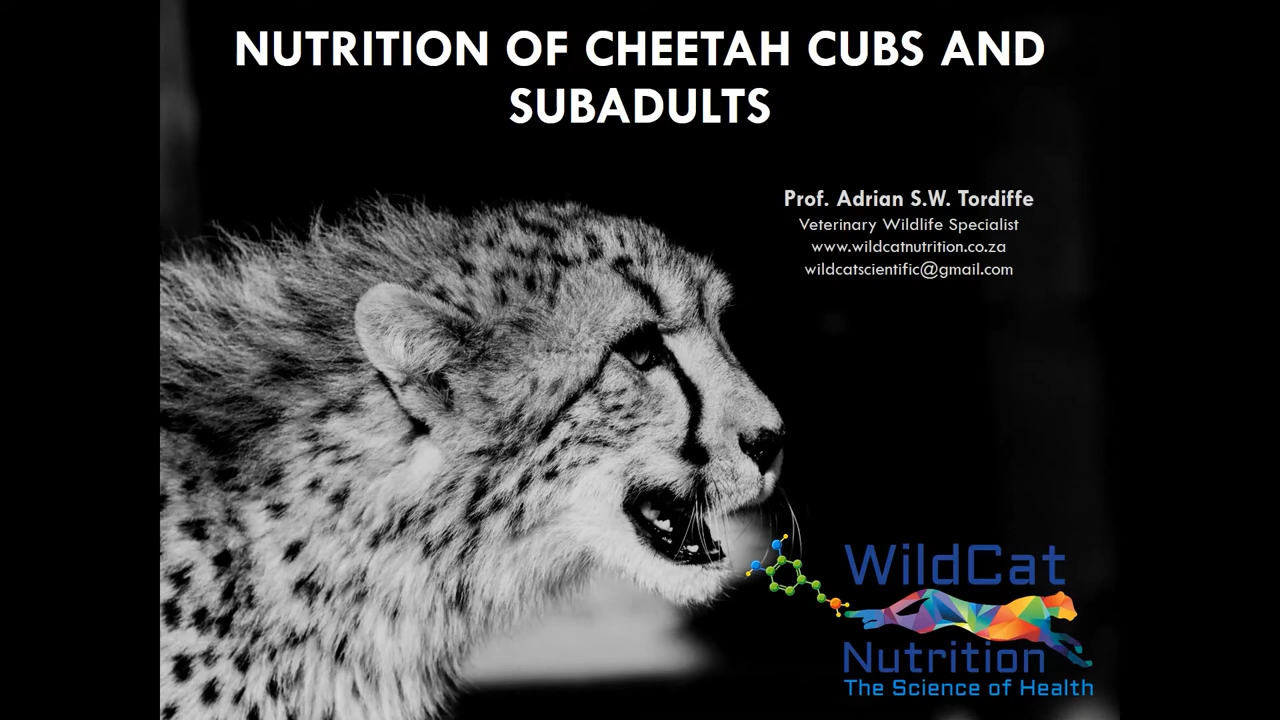 NUTRITION OF CHEETAH CUBS AND
SUBADULTS
Prof. Adrian S.W. Tordiffe
Veterinary Wildlife Specialist
www.wildcatnutrition.co.za
wildcatscientific@gmail.com
WildCat
Nutrition
The Science of Health